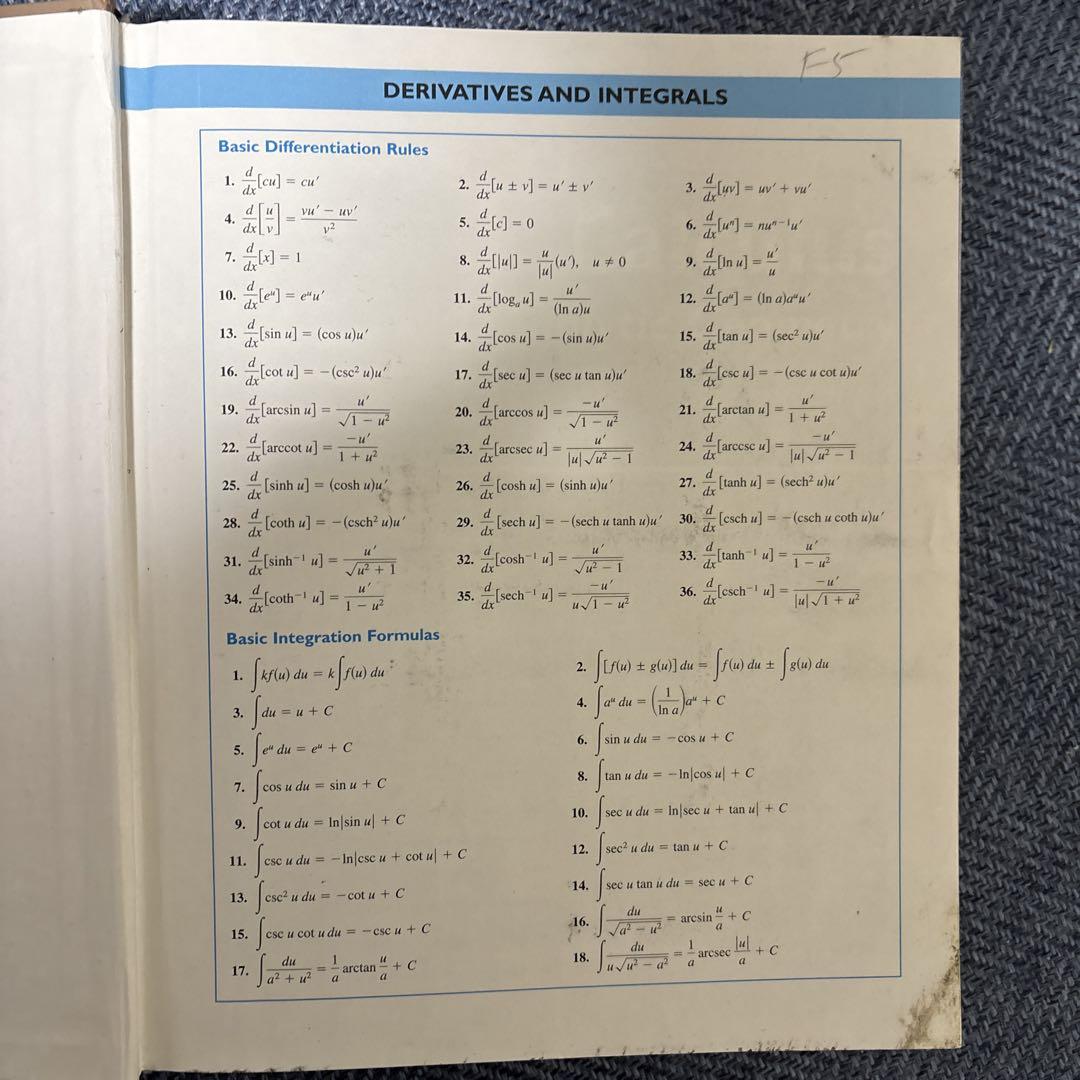 F-5
DERIVATIVES AND INTEGRALS
Basic Differentiation Rules
1. d/dx[cu] = cu′ 2. d/dx[u ± v] = u′ ± v′ 3. d/dx[uv] = uv′ + vu′
4. d/dx[u/v] = (vu′ − uv′)/v² 5. d/dx[c] = 0 6. d/dx[uⁿ] = nuⁿ⁻¹u′
7. d/dx[x] = 1 8. d/dx[|u|] = u/|u| (u′), u ≠ 0 9. d/dx[ln u] = u′/u
10. d/dx[eᵘ] = eᵘu′ 11. d/dx[logₐ u] = u′/((ln a)u) 12. d/dx[aᵘ] = (ln a)aᵘu′
13. d/dx[sin u] = (cos u)u′ 14. d/dx[cos u] = −(sin u)u′ 15. d/dx[tan u] = (sec² u)u′
16. d/dx[cot u] = −(csc² u)u′ 17. d/dx[sec u] = (sec u tan u)u′ 18. d/dx[csc u] = −(csc u cot u)u′
19. d/dx[arcsin u] = u′/√(1 − u²) 20. d/dx[arccos u] = −u′/√(1 − u²) 21. d/dx[arctan u] = u′/(1 + u²)
22. d/dx[arccot u] = −u′/(1 + u²) 23. d/dx[arcsec u] = u′/(|u|√(u² − 1)) 24. d/dx[arccsc u] = −u′/(|u|√(u² − 1))
25. d/dx[sinh u] = (cosh u)u′ 26. d/dx[cosh u] = (sinh u)u′ 27. d/dx[tanh u] = (sech² u)u′
28. d/dx[coth u] = −(csch² u)u′ 29. d/dx[sech u] = −(sech u tanh u)u′ 30. d/dx[csch u] = −(csch u coth u)u′
31. d/dx[sinh⁻¹ u] = u′/√(u² + 1) 32. d/dx[cosh⁻¹ u] = u′/√(u² − 1) 33. d/dx[tanh⁻¹ u] = u′/(1 − u²)
34. d/dx[coth⁻¹ u] = u′/(1 − u²) 35. d/dx[sech⁻¹ u] = −u′/(u√(1 − u²)) 36. d/dx[csch⁻¹ u] = −u′/(|u|√(1 + u²))
Basic Integration Formulas
1. ∫kf(u) du = k∫f(u) du 2. ∫[f(u) ± g(u)] du = ∫f(u) du ± ∫g(u) du
3. ∫du = u + C 4. ∫aᵘ du = (1/ln a)aᵘ + C
5. ∫eᵘ du = eᵘ + C 6. ∫sin u du = −cos u + C
7. ∫cos u du = sin u + C 8. ∫tan u du = −ln|cos u| + C
9. ∫cot u du = ln|sin u| + C 10. ∫sec u du = ln|sec u + tan u| + C
11. ∫csc u du = −ln|csc u + cot u| + C 12. ∫sec² u du = tan u + C
13. ∫csc² u du = −cot u + C 14. ∫sec u tan u du = sec u + C
15. ∫csc u cot u du = −csc u + C 16. ∫du/√(a² − u²) = arcsin u/a + C
17. ∫du/(a² + u²) = 1/a arctan u/a + C 18. ∫du/(u√(u² − a²)) = 1/a arcsec |u|/a + C